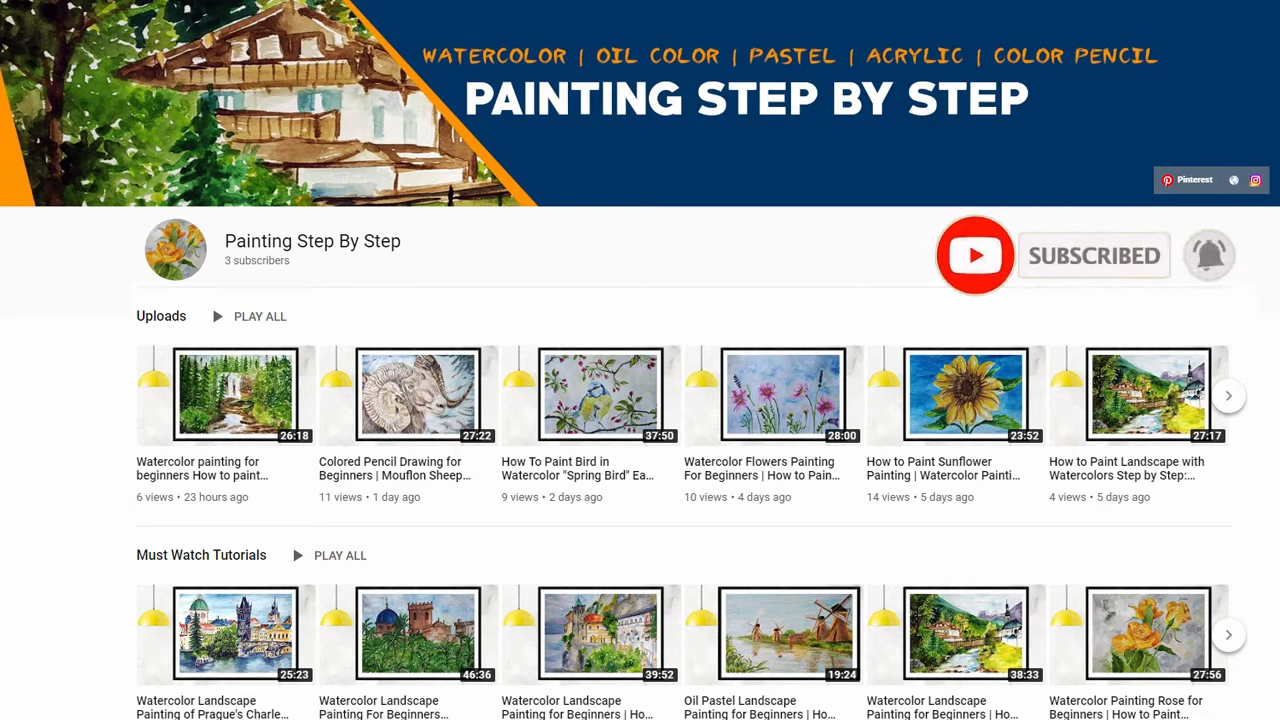 WATERCOLOR | OIL COLOR | PASTEL | ACRYLIC | COLOR PENCIL
PAINTING STEP BY STEP
Pinterest
Painting Step By Step
3 subscribers
SUBSCRIBED
Uploads PLAY ALL
26:18 27:22 37:50 28:00 23:52 27:17
Watercolor painting for Colored Pencil Drawing for How To Paint Bird in Watercolor Flowers Painting How to Paint Sunflower How to Paint Landscape with
beginners How to paint... Beginners | Mouflon Sheep... Watercolor "Spring Bird" Ea... For Beginners | How to Pain... Painting | Watercolor Painti... Watercolors Step by Step:...
6 views • 23 hours ago 11 views • 1 day ago 9 views • 2 days ago 10 views • 4 days ago 14 views • 5 days ago 4 views • 5 days ago
Must Watch Tutorials PLAY ALL
25:23 46:36 39:52 19:24 38:33 27:56
Watercolor Landscape Watercolor Landscape Watercolor Landscape Oil Pastel Landscape Watercolor Landscape Watercolor Painting Rose for
Painting of Prague's Charle... Painting For Beginners... Painting for Beginners | Ho... Painting for Beginners | Ho... Painting for Beginners | Ho... Beginners | How to Paint...